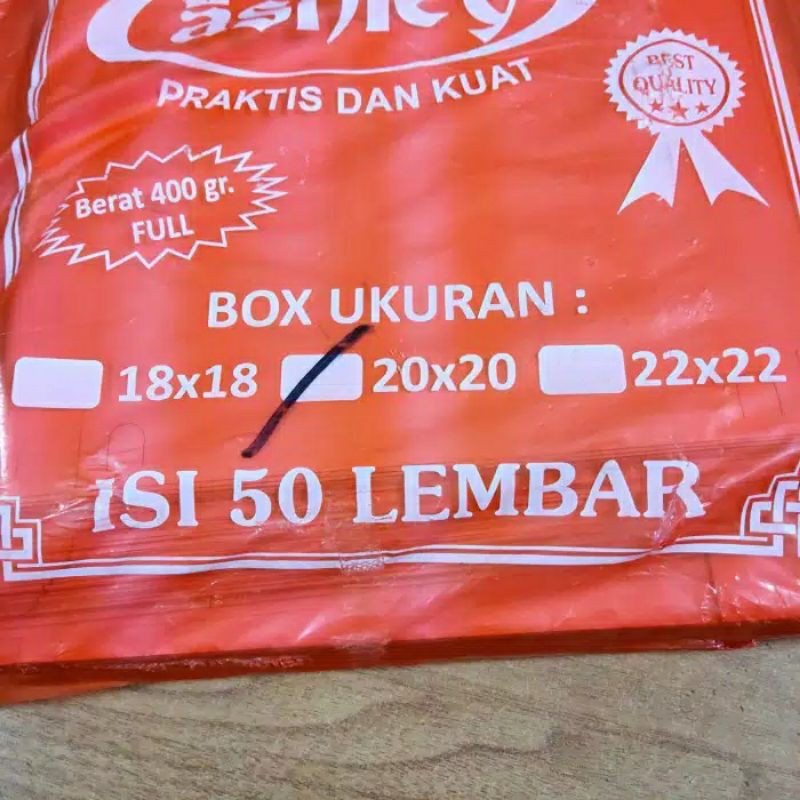 PRAKTIS DAN KUAT
BEST
QUALITY
Berat 400 gr.
FULL
BOX UKURAN :
18x18 20x20 22x22
iSI 50 LEMBAR